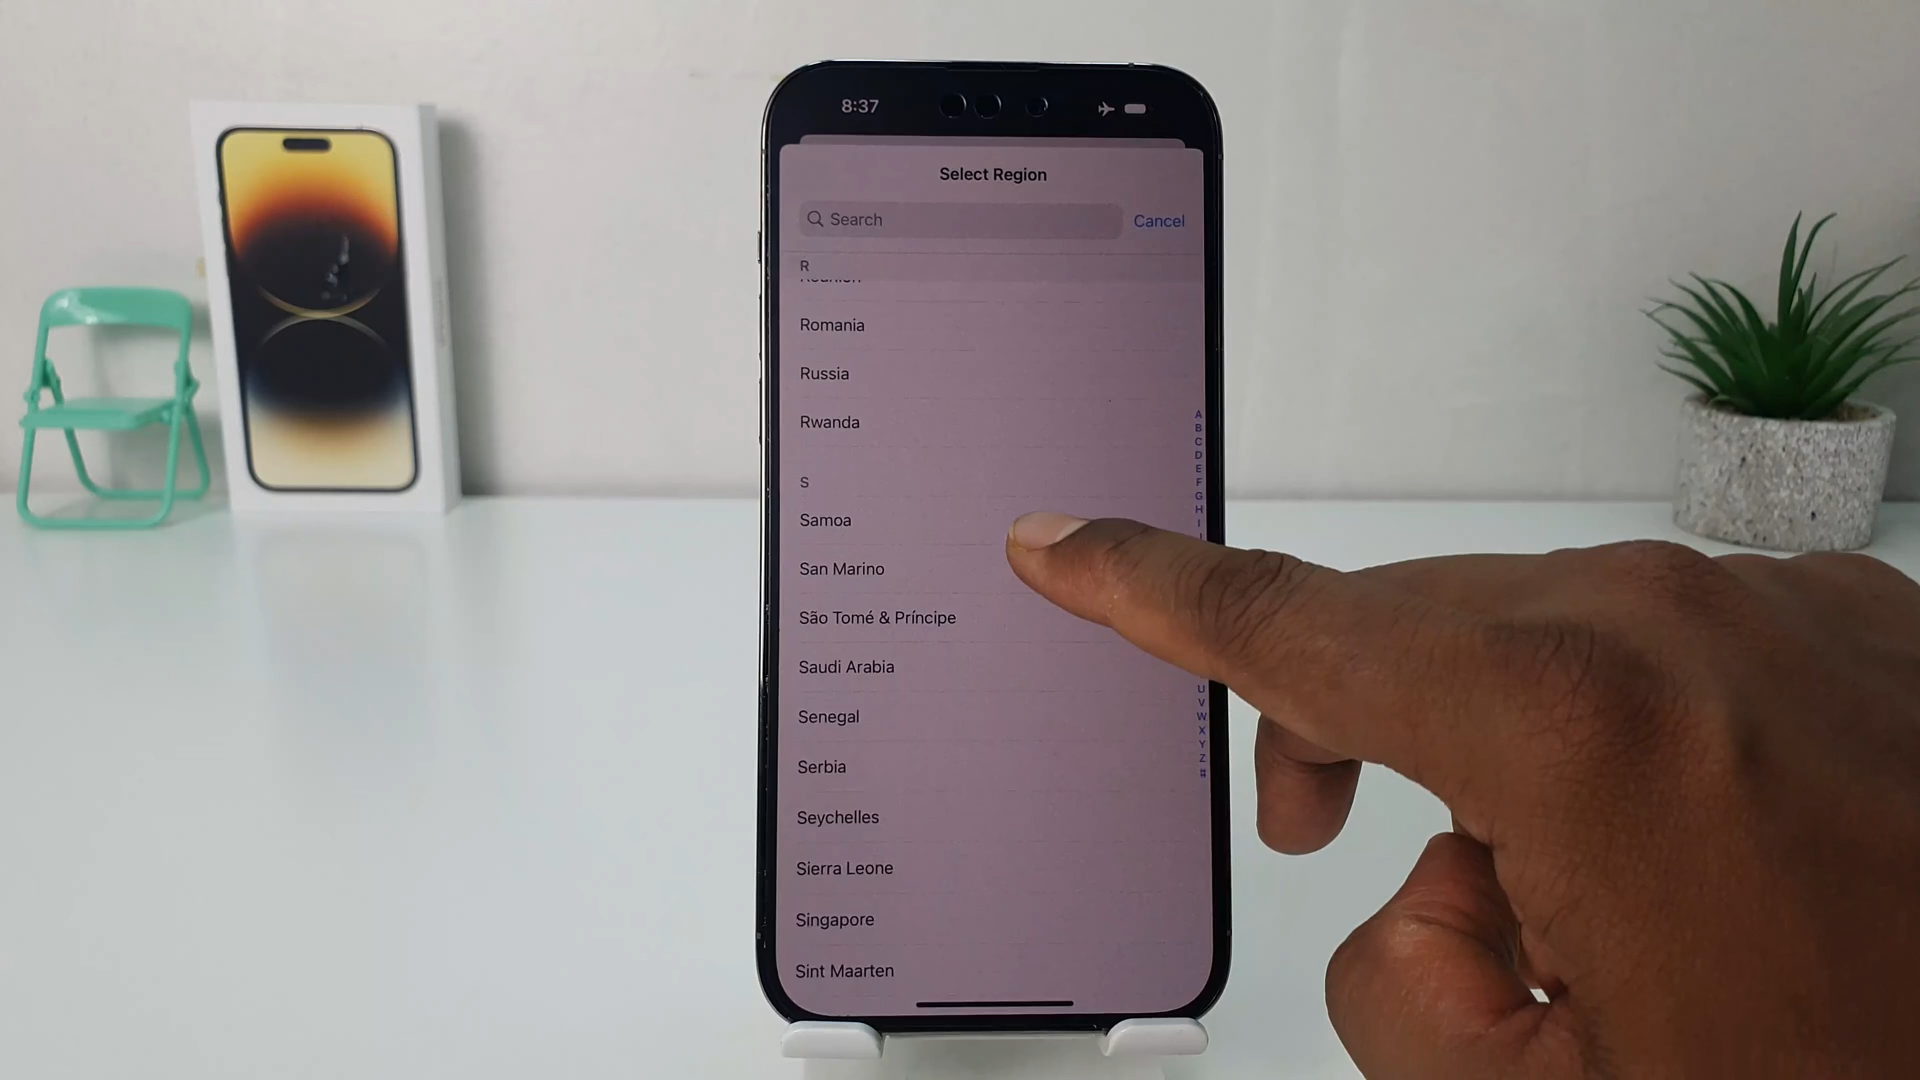 8:37
Select Region
Search
Cancel
R
Réunion
Romania
Russia
Rwanda
S
Samoa
San Marino
São Tomé & Príncipe
Saudi Arabia
Senegal
Serbia
Seychelles
Sierra Leone
Singapore
Sint Maarten
A
B
C
D
E
F
G
H
I
U
V
W
X
Y
Z
#